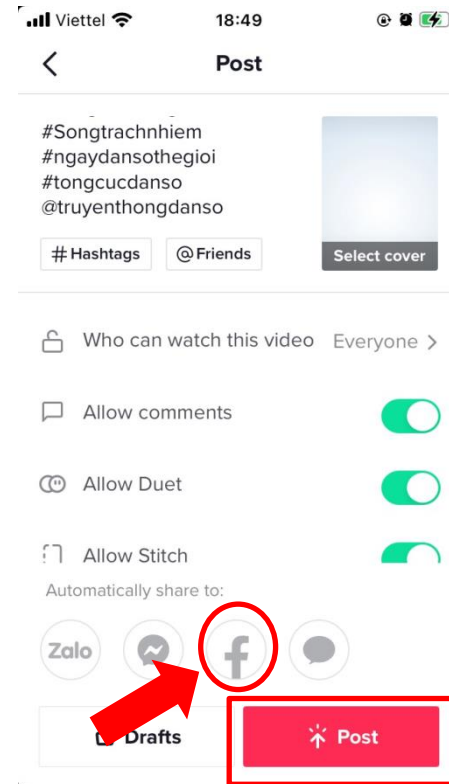 Viettel 18:49
Post
#Songtrachnhiem
#ngaydansothegioi
#tongcucdanso
@truyenthongdanso
# Hashtags @ Friends Select cover
Who can watch this video Everyone >
Allow comments
Allow Duet
Allow Stitch
Automatically share to:
Zalo f
Drafts Post